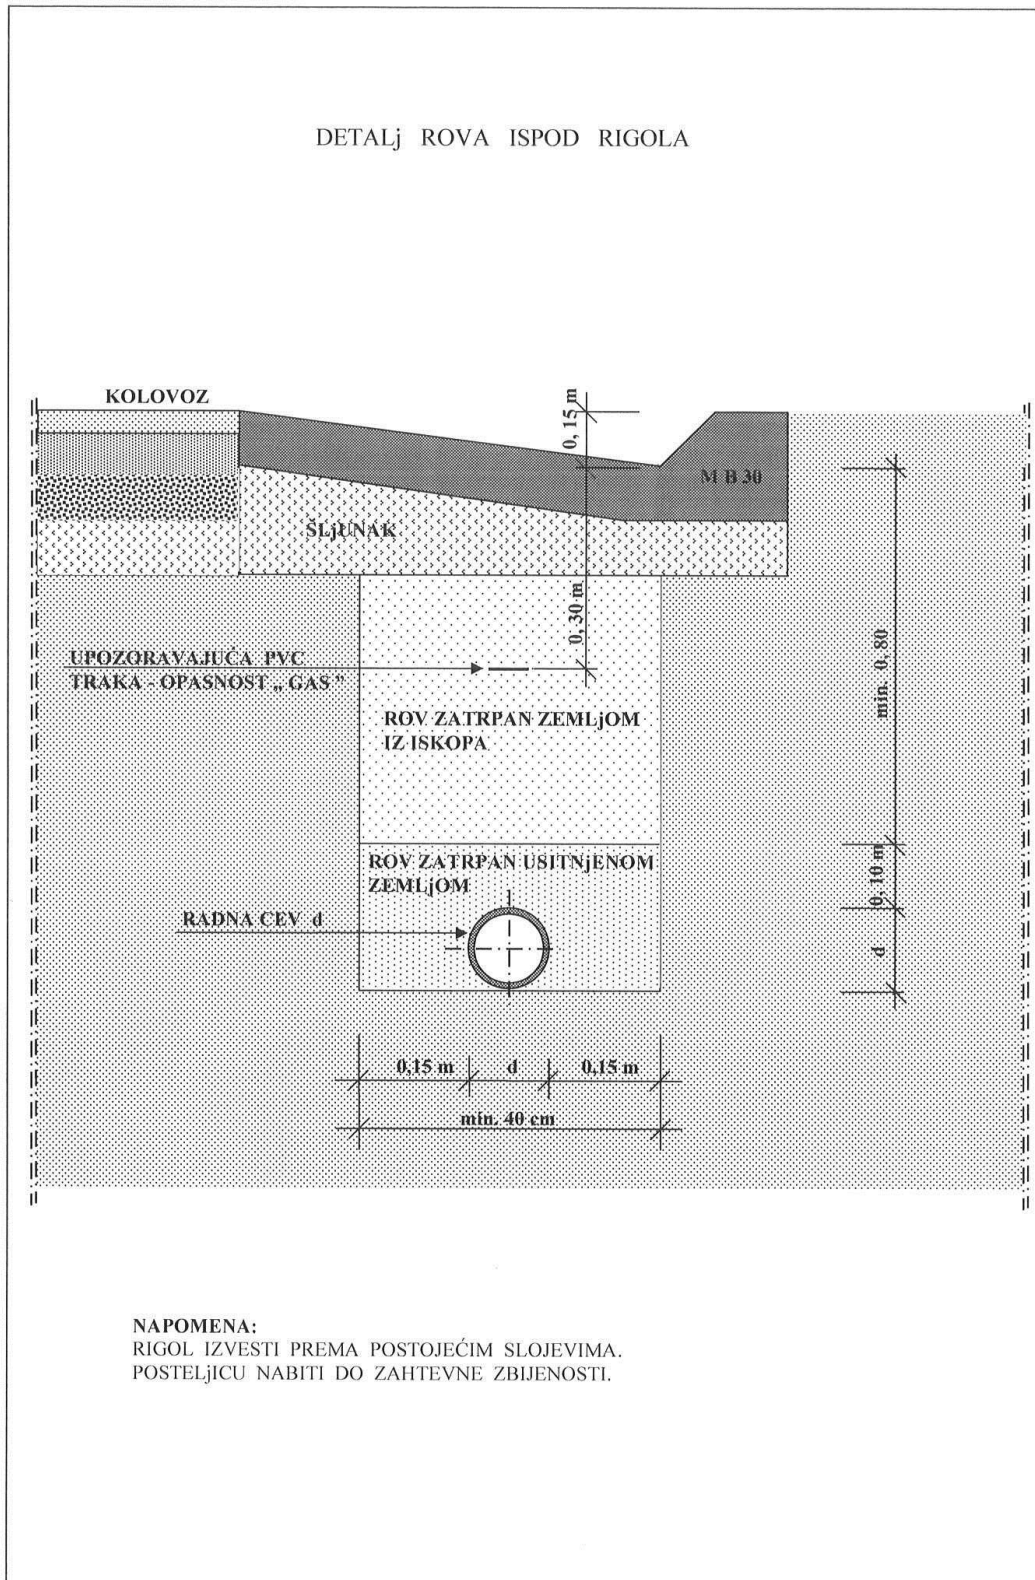 DETALj ROVA ISPOD RIGOLA
KOLOVOZ
0, 15 m
M B 30
ŠLjUNAK
0, 30 m
min. 0, 80
UPOZORAVAJUĆA PVC
TRAKA - OPASNOST „ GAS ”
ROV ZATRPAN ZEMLjOM
IZ ISKOPA
ROV ZATRPAN USITNjENOM
ZEMLjOM
0, 10 m
RADNA CEV d
d
0,15 m
d
0,15 m
min. 40 cm
NAPOMENA:
RIGOL IZVESTI PREMA POSTOJEĆIM SLOJEVIMA.
POSTELjICU NABITI DO ZAHTEVNE ZBIJENOSTI.